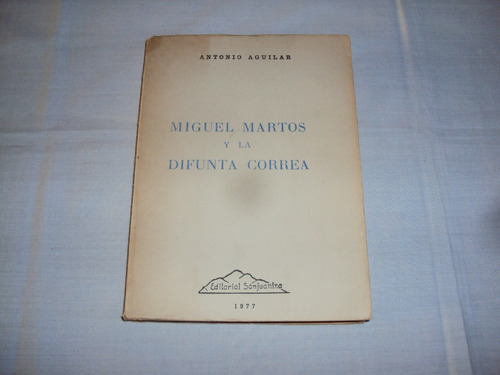 ANTONIO AGUILAR
MIGUEL MARTOS
Y LA
DIFUNTA CORREA
Editorial Sanjuanina
1977